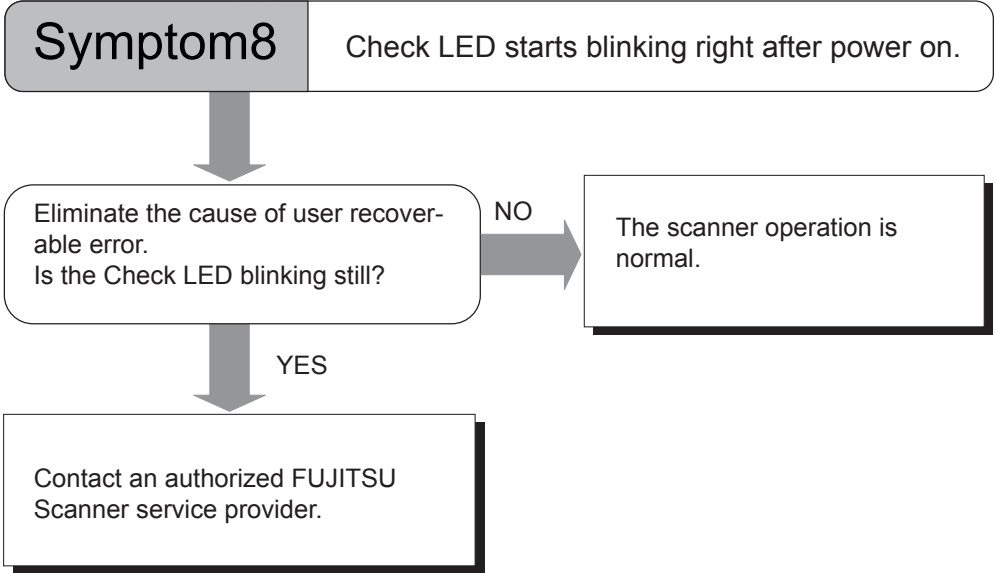 Symptom8
Check LED starts blinking right after power on.
Eliminate the cause of user recover-
able error.
Is the Check LED blinking still?
NO
The scanner operation is
normal.
YES
Contact an authorized FUJITSU
Scanner service provider.